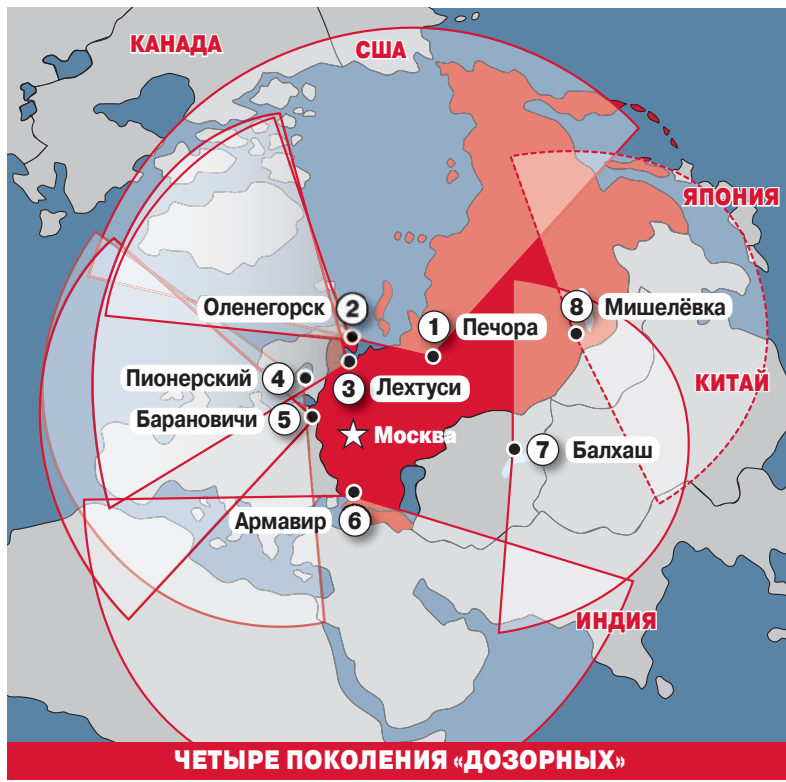 КАНАДА
США
ЯПОНИЯ
Оленегорск 2
1 Печора
8 Мишелёвка
Пионерский 4
3 Лехтуси
КИТАЙ
Барановичи 5
Москва
7 Балхаш
Армавир 6
ИНДИЯ
ЧЕТЫРЕ ПОКОЛЕНИЯ «ДОЗОРНЫХ»